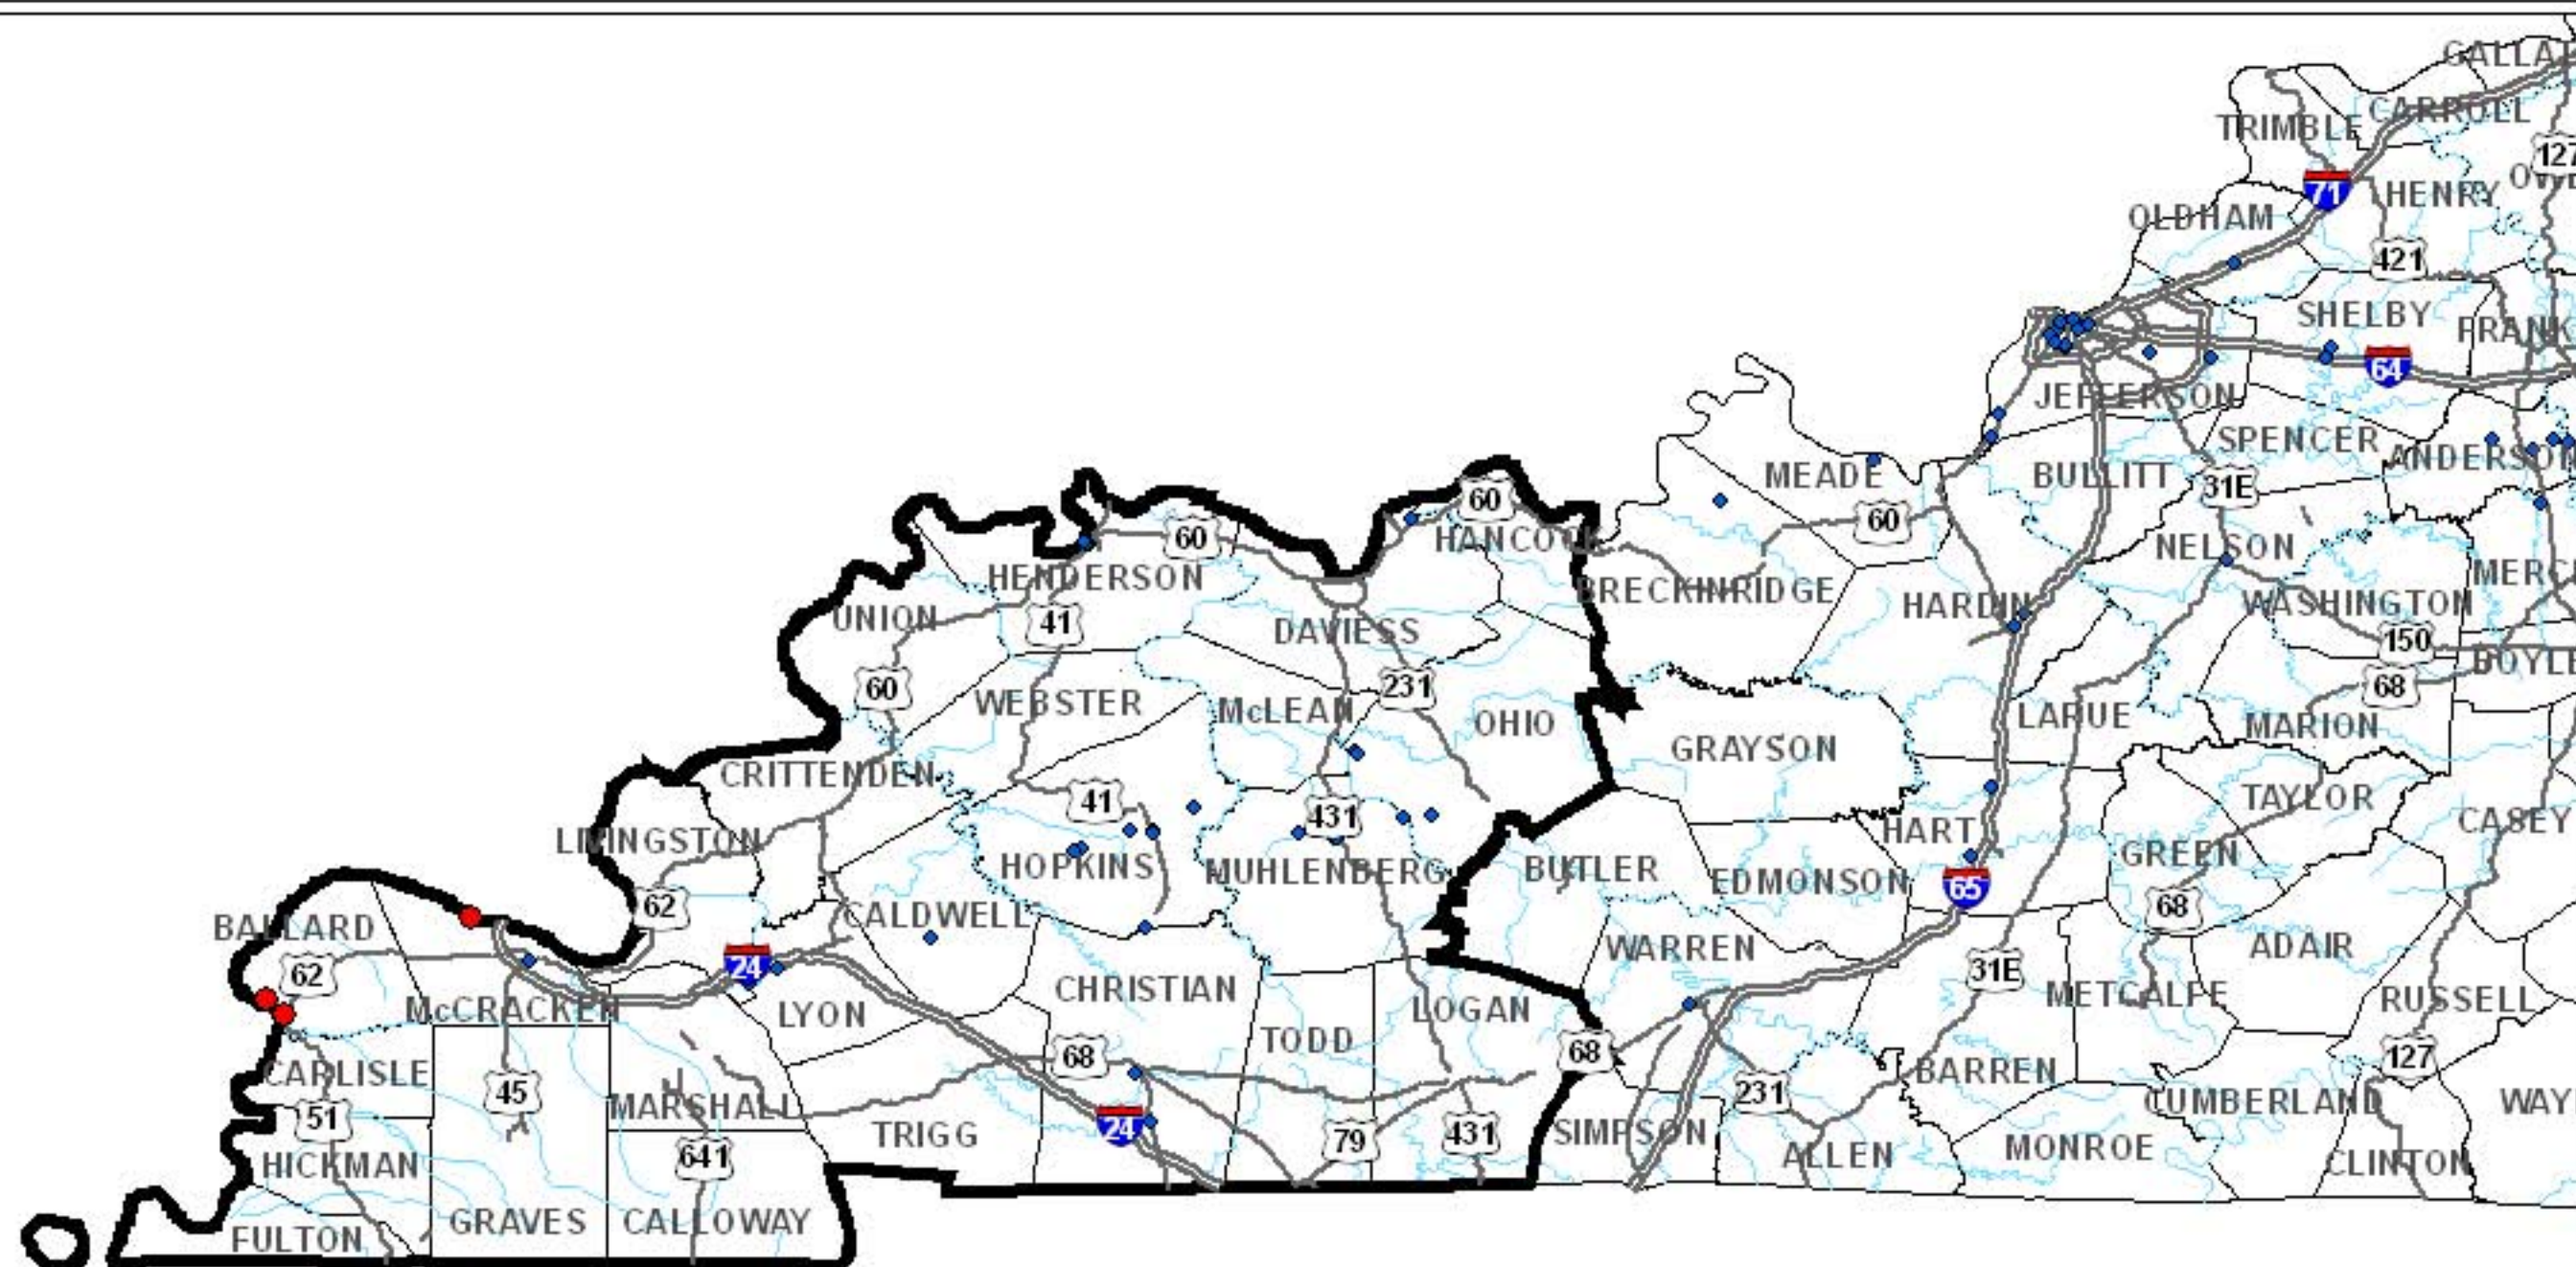 GALLAT
CARROLL
TRIMBLE
127
71
HENRY
OLDHAM
421
SHELBY
FRANK
64
JEFFERSON
SPENCER
ANDERSON
MEADE
BULLITT
31E
60
60
HANCOCK
60
NELSON
HENDERSON
BRECKINRIDGE
MERC
HARDIN
WASHINGTON
UNION
41
DAVIESS
150
BOYLE
60
231
68
WEBSTER
McLEAN
OHIO
LARUE
MARION
GRAYSON
CRITTENDEN
41
TAYLOR
431
CASEY
HART
LIVINGSTON
GREEN
HOPKINS
MUHLENBERG
BUTLER
EDMONSON
65
62
68
CALDWELL
BALLARD
WARREN
ADAIR
24
62
31E
CHRISTIAN
METCALFE
RUSSELL
McCRACKEN
LYON
LOGAN
TODD
68
68
127
CARLISLE
BARREN
45
231
MARSHALL
CUMBERLAND
WAY
51
24
TRIGG
79
431
SIMPSON
MONROE
ALLEN
641
HICKMAN
CLINTON
FULTON
GRAVES
CALLOWAY